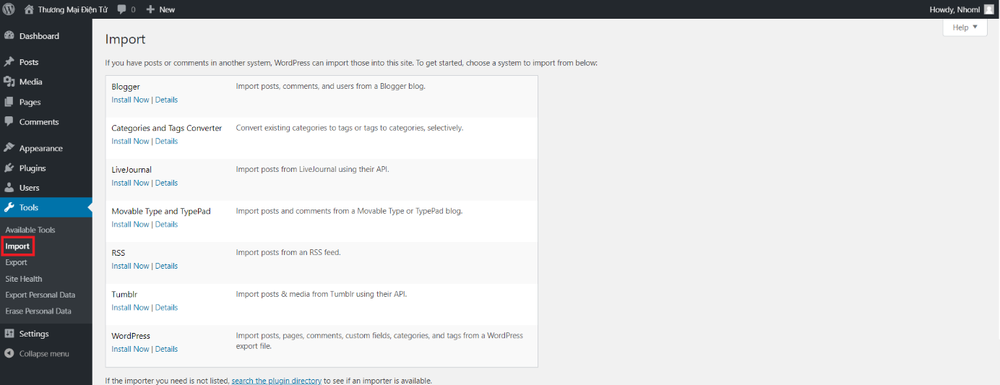 Thương Mại Điện Tử 0 New Howdy, Nhoml
Help
Dashboard
Posts
Media
Pages
Comments
Appearance
Plugins
Users
Tools
Available Tools
Import
Export
Site Health
Export Personal Data
Erase Personal Data
Settings
Collapse menu
Import
If you have posts or comments in another system, WordPress can import those into this site. To get started, choose a system to import from below:
Blogger Import posts, comments, and users from a Blogger blog.
Install Now | Details
Categories and Tags Converter Convert existing categories to tags or tags to categories, selectively.
Install Now | Details
LiveJournal Import posts from LiveJournal using their API.
Install Now | Details
Movable Type and TypePad Import posts and comments from a Movable Type or TypePad blog.
Install Now | Details
RSS Import posts from an RSS feed.
Install Now | Details
Tumblr Import posts & media from Tumblr using their API.
Install Now | Details
WordPress Import posts, pages, comments, custom fields, categories, and tags from a WordPress
export file.
Install Now | Details
If the importer you need is not listed, search the plugin directory to see if an importer is available.